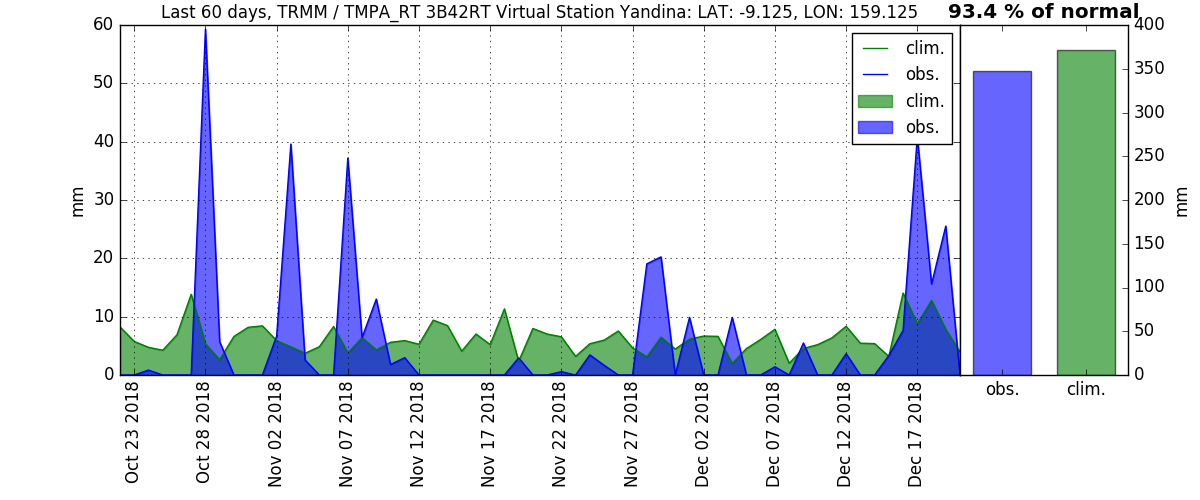 Last 60 days, TRMM / TMPA_RT 3B42RT Virtual Station Yandina: LAT: -9.125, LON: 159.125
93.4 % of normal
60
50
40
30
20
10
0
mm
clim.
obs.
clim.
obs.
400
350
300
250
200
150
100
50
0
mm
Oct 23 2018
Oct 28 2018
Nov 02 2018
Nov 07 2018
Nov 12 2018
Nov 17 2018
Nov 22 2018
Nov 27 2018
Dec 02 2018
Dec 07 2018
Dec 12 2018
Dec 17 2018
obs.
clim.